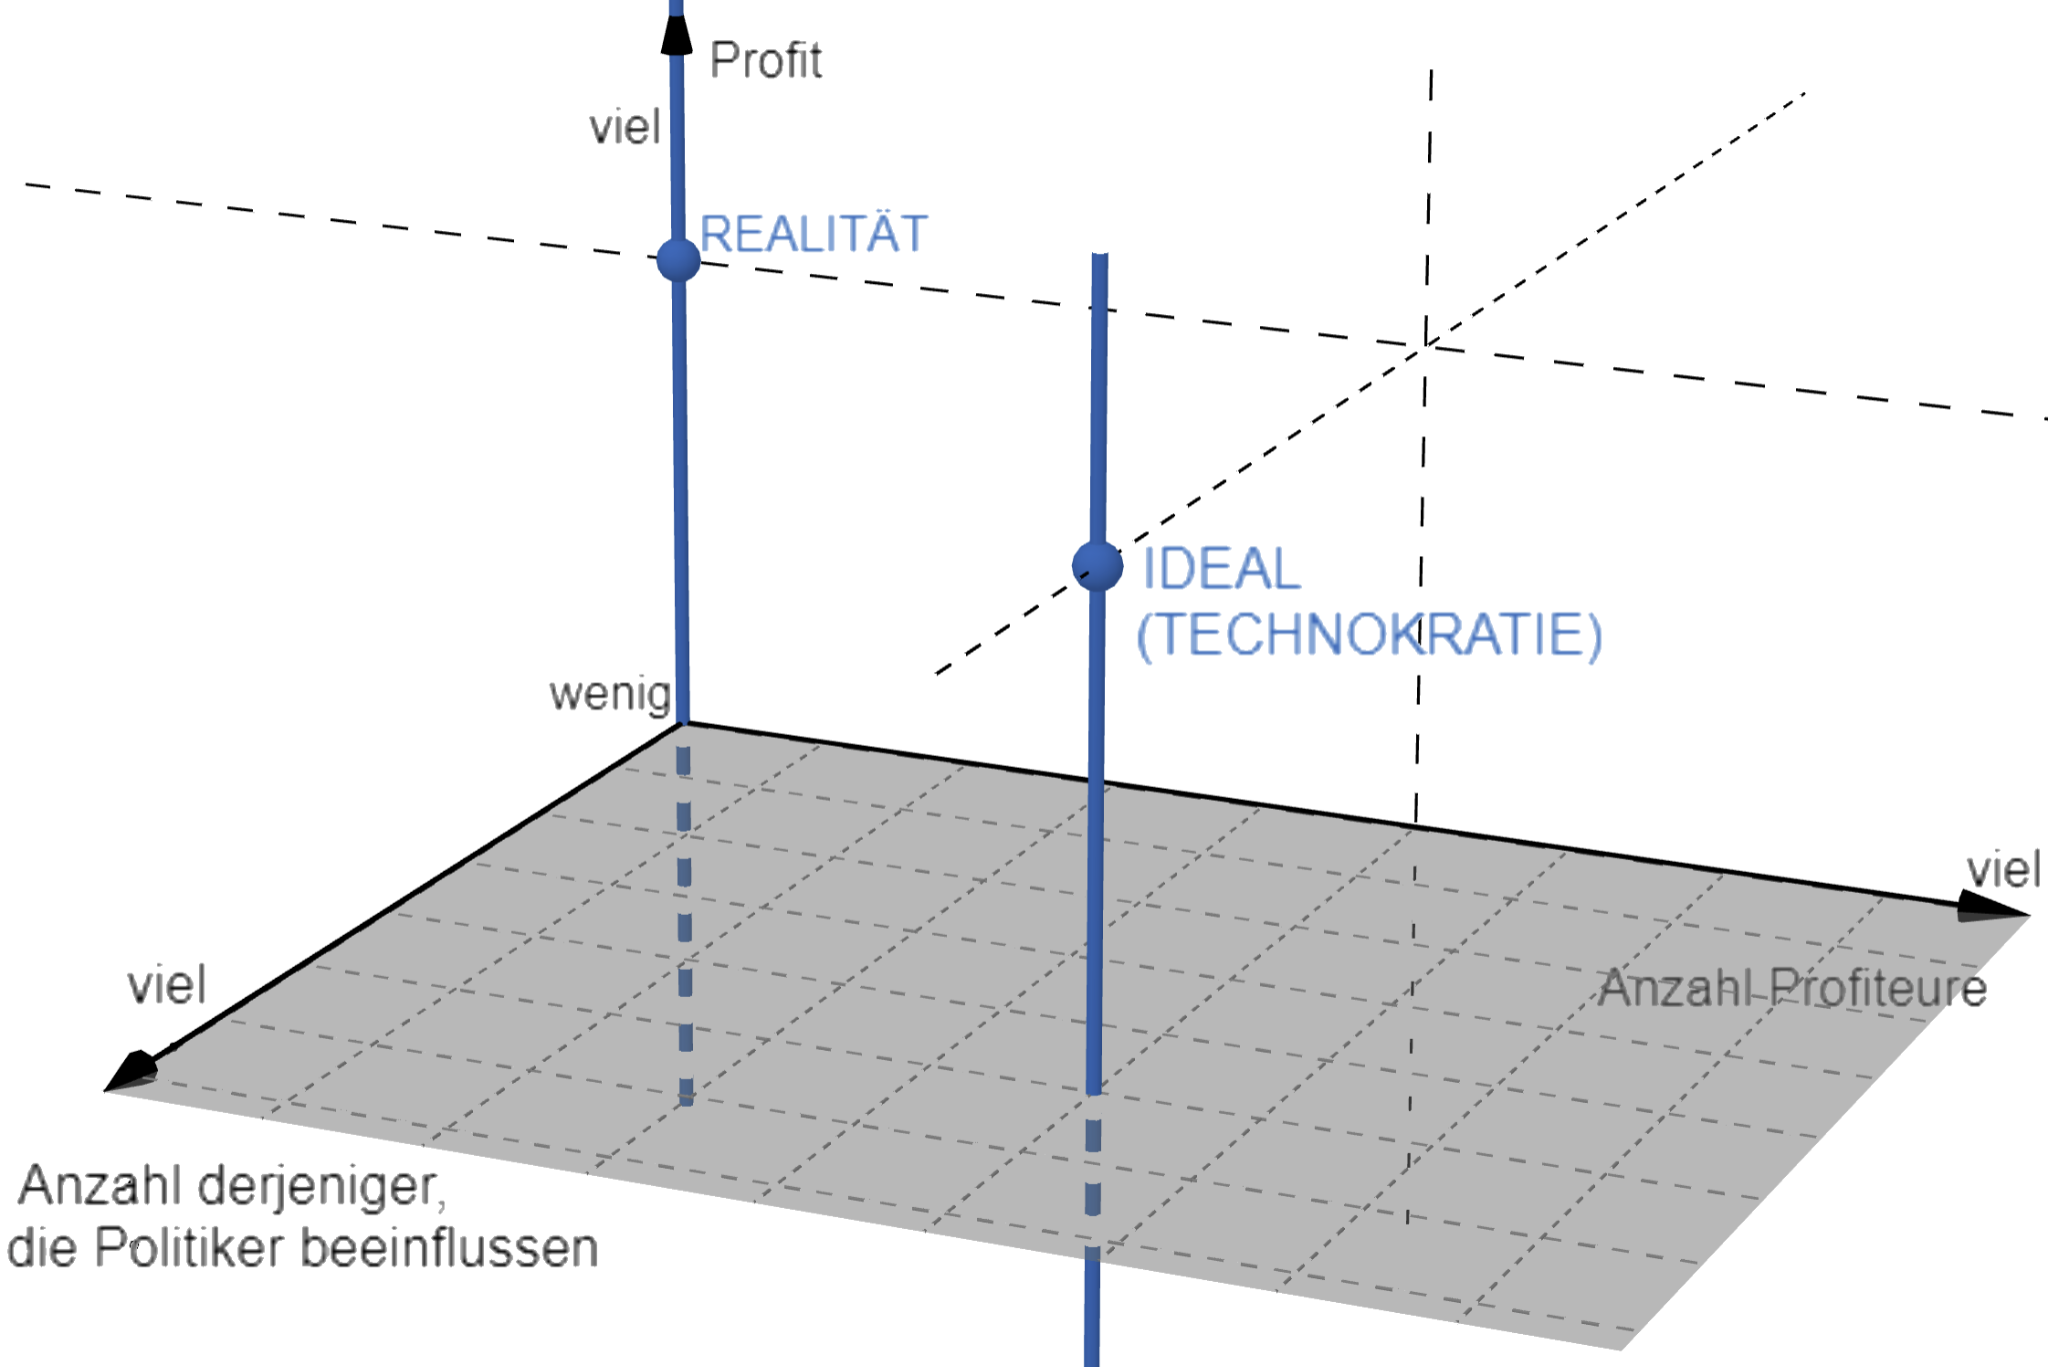 Profit
viel
REALITÄT
IDEAL
(TECHNOKRATIE)
wenig
viel
viel
Anzahl Profiteure
Anzahl derjeniger,
die Politiker beeinflussen